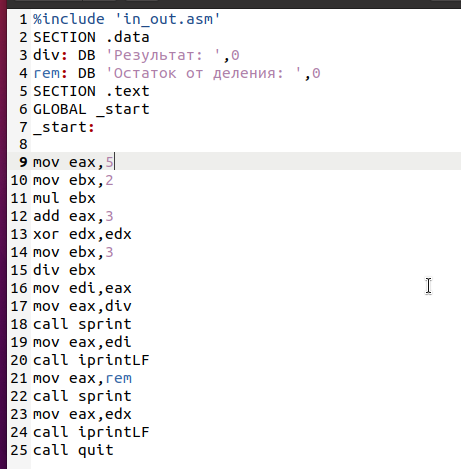 1 %include 'in_out.asm'
2 SECTION .data
3 div: DB 'Результат: ',0
4 rem: DB 'Остаток от деления: ',0
5 SECTION .text
6 GLOBAL _start
7 _start:
8
9 mov eax,5
10 mov ebx,2
11 mul ebx
12 add eax,3
13 xor edx,edx
14 mov ebx,3
15 div ebx
16 mov edi,eax
17 mov eax,div
18 call sprint
19 mov eax,edi
20 call iprintLF
21 mov eax,rem
22 call sprint
23 mov eax,edx
24 call iprintLF
25 call quit